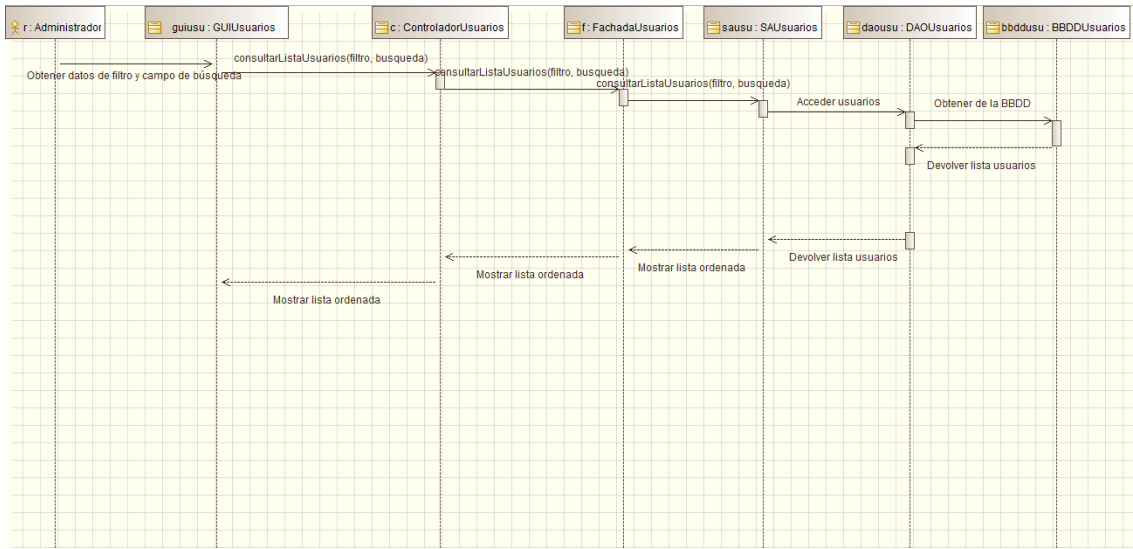 r : Administrador
guiusu : GUIUsuarios
c : ControladorUsuarios
f : FachadaUsuarios
sausu : SAUsuarios
daousu : DAOUsuarios
bbddusu : BBDDUsuarios
Obtener datos de filtro y campo de búsqueda
consultarListaUsuarios(filtro, busqueda)
consultarListaUsuarios(filtro, busqueda)
consultarListaUsuarios(filtro, busqueda)
Acceder usuarios
Obtener de la BBDD
Devolver lista usuarios
Devolver lista usuarios
Mostrar lista ordenada
Mostrar lista ordenada
Mostrar lista ordenada